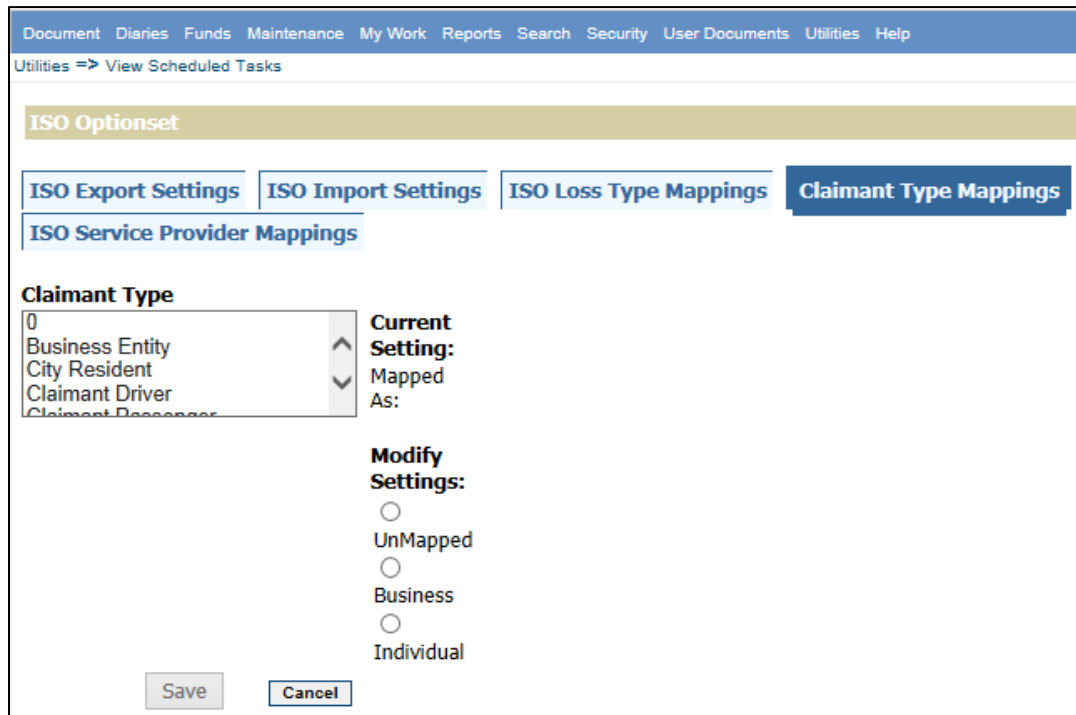 Document Diaries Funds Maintenance My Work Reports Search Security User Documents Utilities Help
Utilities => View Scheduled Tasks
ISO Optionset
ISO Export Settings ISO Import Settings ISO Loss Type Mappings Claimant Type Mappings
ISO Service Provider Mappings
Claimant Type
0
Business Entity
City Resident
Claimant Driver
Claimant Passenger
Current
Setting:
Mapped
As:
Modify
Settings:
UnMapped
Business
Individual
Save Cancel